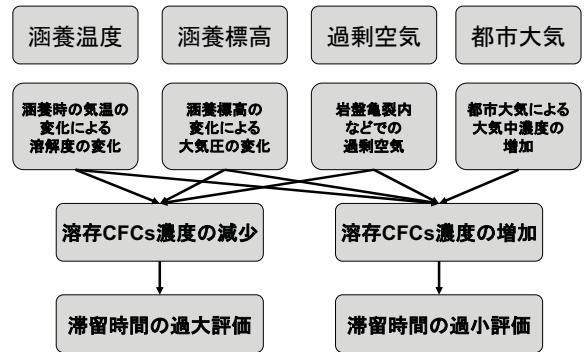 涵養温度
涵養標高
過剰空気
都市大気
涵養時の気温の
変化による
溶解度の変化
涵養標高の
変化による
大気圧の変化
岩盤亀裂内
などでの
過剰空気
都市大気による
大気中濃度の
増加
溶存CFCs濃度の減少
溶存CFCs濃度の増加
滞留時間の過大評価
滞留時間の過小評価